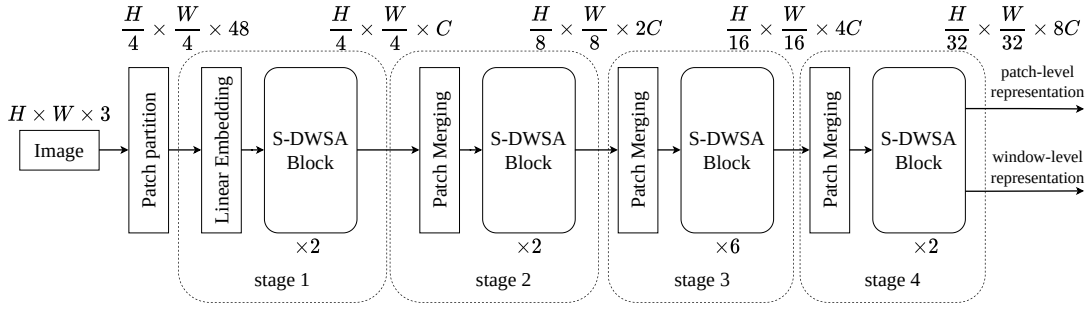 H/4 × W/4 × 48
H/4 × W/4 × C
H/8 × W/8 × 2C
H/16 × W/16 × 4C
H/32 × W/32 × 8C
H × W × 3
Image
Patch partition
Linear Embedding
S-DWSA
Block
×2
stage 1
Patch Merging
S-DWSA
Block
×2
stage 2
Patch Merging
S-DWSA
Block
×6
stage 3
Patch Merging
S-DWSA
Block
×2
stage 4
patch-level
representation
window-level
representation